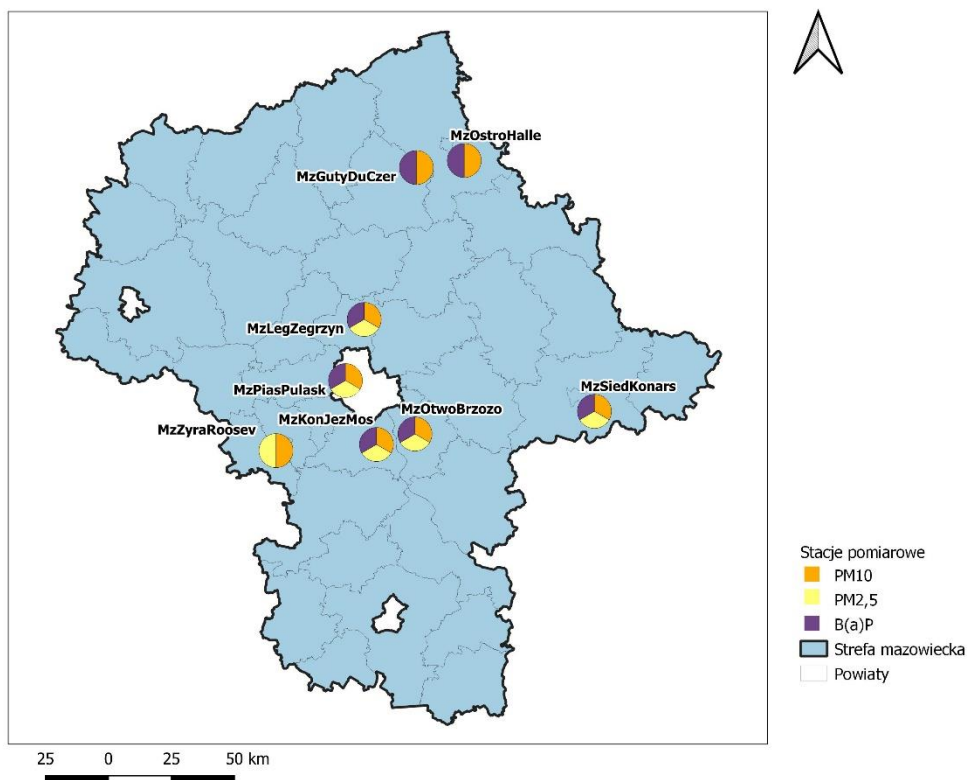 MzOstroHalle
MzGutyDuCzer
MzLegZegrzyn
MzPiasPulask
MzSiedKonars
MzKonJezMos
MzOtwoBrzozo
MzZyraRoosev
Stacje pomiarowe
PM10
PM2,5
B(a)P
Strefa mazowiecka
Powiaty
25 0 25 50 km